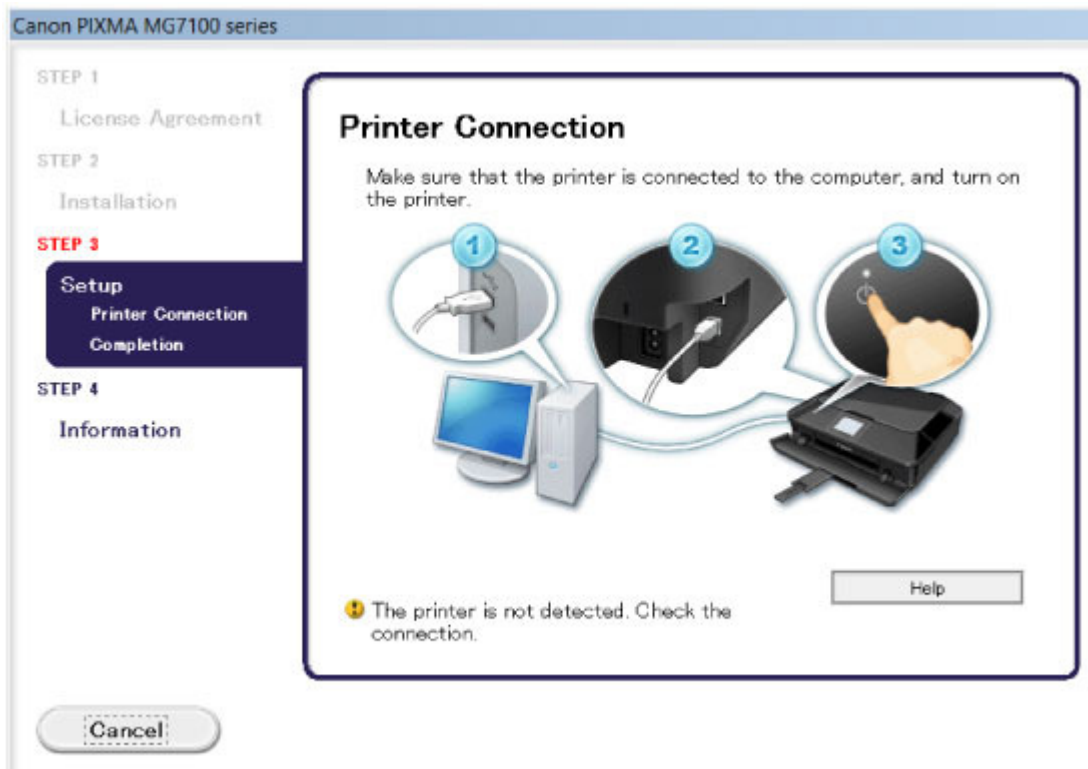 Canon PIXMA MG7100 series
STEP 1
License Agreement
STEP 2
Installation
STEP 3
Setup
Printer Connection
Completion
STEP 4
Information
Printer Connection
Make sure that the printer is connected to the computer, and turn on
the printer.
1
2
3
Help
The printer is not detected. Check the
connection.
Cancel